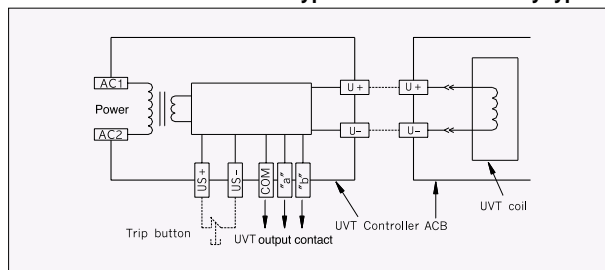 AC1
Power
AC2
U+
U-
U+
U-
US+
US-
COM
"a"
"b"
Trip button
UVT output contact
UVT Controller
ACB
UVT coil